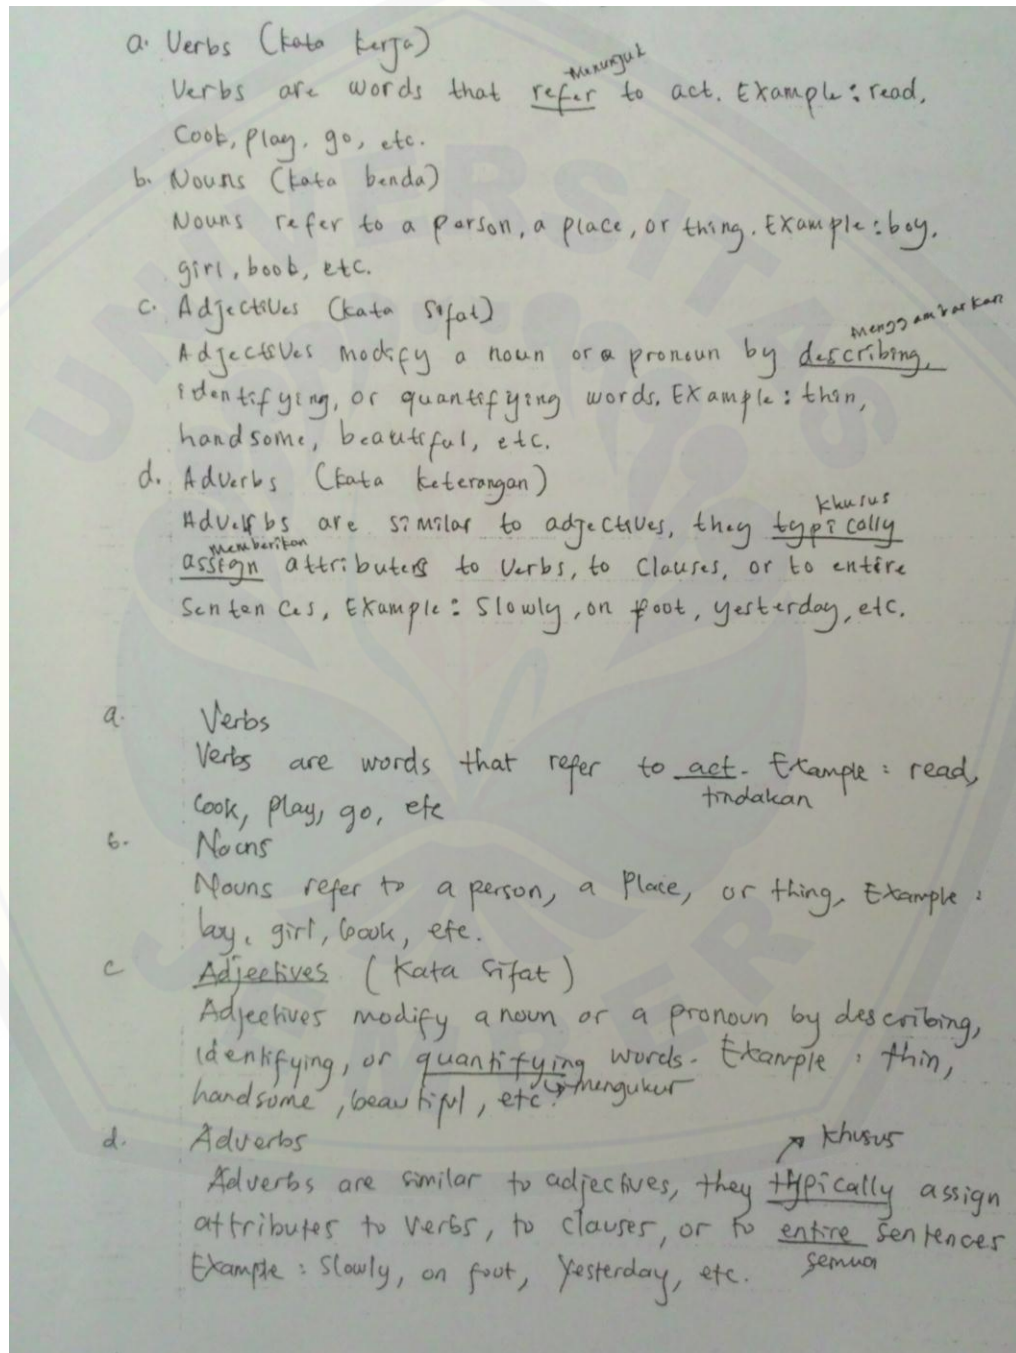 a. Verbs (kata kerja)
Menunjuk
Verbs are words that refer to act. Example : read,
Cook, play, go, etc.
b. Nouns (kata benda)
Nouns refer to a person, a place, or thing. Example : boy,
girl, book, etc.
c. Adjectives (kata sifat)
menggambarkan
Adjectives modify a noun or a pronoun by describing,
identifying, or quantifying words. Example : thin,
handsome, beautiful, etc.
d. Adverbs (kata keterangan)
khusus
Adverbs are similar to adjectives, they typically
memberikan
assign attributes to verbs, to clauses, or to entire
sentences, Example : Slowly, on foot, yesterday, etc.
a. Verbs
Verbs are words that refer to act. Example : read,
tindakan
Cook, play, go, etc
b. Nouns
Nouns refer to a person, a place, or thing, Example :
boy, girl, book, etc.
c Adjectives (Kata Sifat)
Adjectives modify a noun or a pronoun by describing,
identifying, or quantifying words. Example : thin,
handsome, beautiful, etc. mengukur
d. Adverbs
khusus
Adverbs are similar to adjectives, they typically assign
attributes to verbs, to clauses, or to entire sentences
semua
Example : Slowly, on foot, Yesterday, etc.
UNIVERSITAS
JEMBER